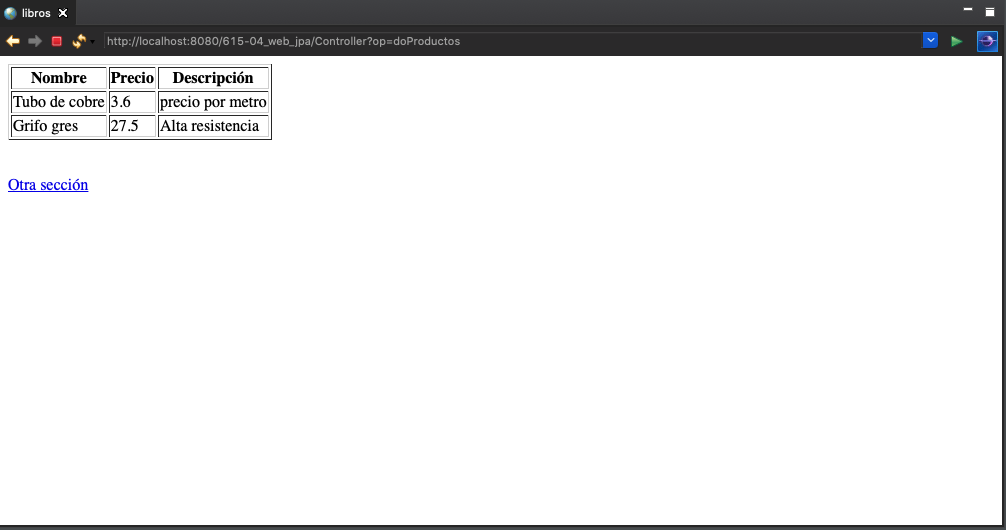 libros
http://localhost:8080/615-04_web_jpa/Controller?op=doProductos
Nombre Precio Descripción
Tubo de cobre 3.6 precio por metro
Grifo gres 27.5 Alta resistencia
Otra sección